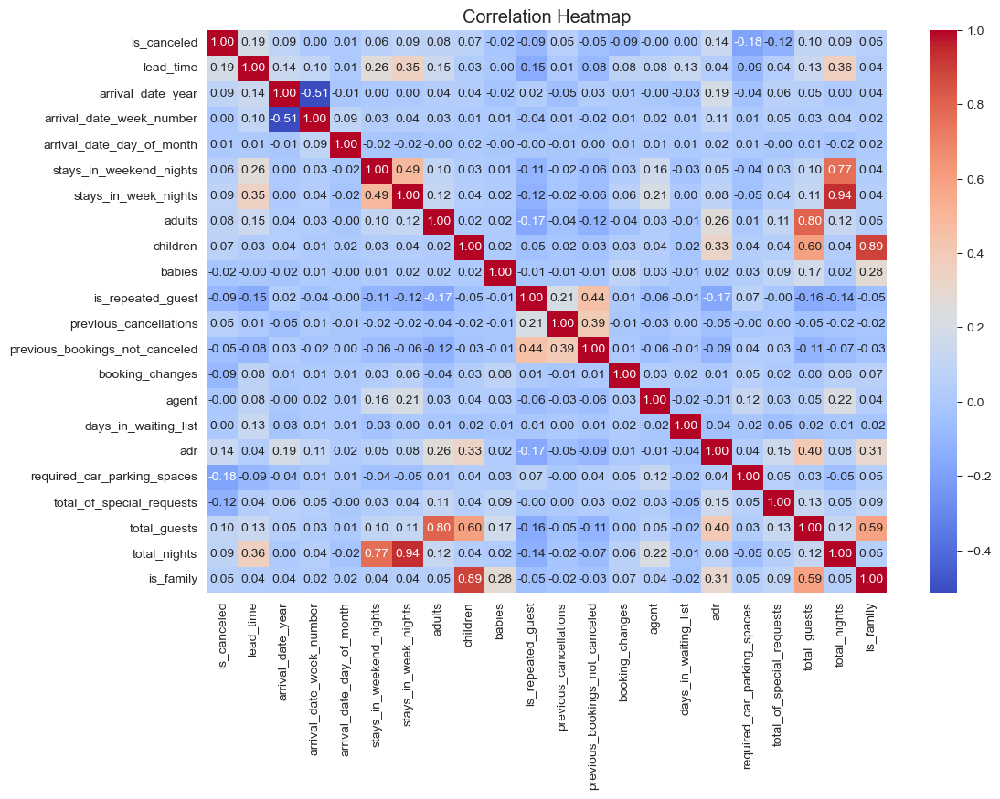 Correlation Heatmap
is_canceled 1.00 0.19 0.09 0.00 0.01 0.06 0.09 0.08 0.07 -0.02 -0.09 0.05 -0.05 -0.09 -0.00 0.00 0.14 -0.18 -0.12 0.10 0.09 0.05
lead_time 0.19 1.00 0.14 0.10 0.01 0.26 0.35 0.15 0.03 -0.00 -0.15 0.01 -0.08 0.08 0.08 0.13 0.04 -0.09 0.04 0.13 0.36 0.04
arrival_date_year 0.09 0.14 1.00 -0.51 -0.01 0.00 0.00 0.04 0.04 -0.02 0.02 -0.05 0.03 0.01 -0.00 -0.03 0.19 -0.04 0.06 0.05 0.00 0.04
arrival_date_week_number 0.00 0.10 -0.51 1.00 0.09 0.03 0.04 0.03 0.01 0.01 -0.04 0.01 -0.02 0.01 0.02 0.01 0.11 0.01 0.05 0.03 0.04 0.02
arrival_date_day_of_month 0.01 0.01 -0.01 0.09 1.00 -0.02 -0.02 -0.00 0.02 -0.00 -0.00 -0.01 0.00 0.01 0.01 0.01 0.02 0.01 -0.00 0.01 -0.02 0.02
stays_in_weekend_nights 0.06 0.26 0.00 0.03 -0.02 1.00 0.49 0.10 0.03 0.01 -0.11 -0.02 -0.06 0.03 0.16 -0.03 0.05 -0.04 0.03 0.10 0.77 0.04
stays_in_week_nights 0.09 0.35 0.00 0.04 -0.02 0.49 1.00 0.12 0.04 0.02 -0.12 -0.02 -0.06 0.06 0.21 0.00 0.08 -0.05 0.04 0.11 0.94 0.04
adults 0.08 0.15 0.04 0.03 -0.00 0.10 0.12 1.00 0.02 0.02 -0.17 -0.04 -0.12 -0.04 0.03 -0.01 0.26 0.01 0.11 0.80 0.12 0.05
children 0.07 0.03 0.04 0.01 0.02 0.03 0.04 0.02 1.00 0.02 -0.05 -0.02 -0.03 0.03 0.04 -0.02 0.33 0.04 0.04 0.60 0.04 0.89
babies -0.02 -0.00 -0.02 0.01 -0.00 0.01 0.02 0.02 0.02 1.00 -0.01 -0.01 -0.01 0.08 0.03 -0.01 0.02 0.03 0.09 0.17 0.02 0.28
is_repeated_guest -0.09 -0.15 0.02 -0.04 -0.00 -0.11 -0.12 -0.17 -0.05 -0.01 1.00 0.21 0.44 0.01 -0.06 -0.01 -0.17 0.07 -0.00 -0.16 -0.14 -0.05
previous_cancellations 0.05 0.01 -0.05 0.01 -0.01 -0.02 -0.02 -0.04 -0.02 -0.01 0.21 1.00 0.39 -0.01 -0.03 0.00 -0.05 -0.00 0.00 -0.05 -0.02 -0.02
previous_bookings_not_canceled -0.05 -0.08 0.03 -0.02 0.00 -0.06 -0.06 -0.12 -0.03 -0.01 0.44 0.39 1.00 0.01 -0.06 -0.01 -0.09 0.04 0.03 -0.11 -0.07 -0.03
booking_changes -0.09 0.08 0.01 0.01 0.01 0.03 0.06 -0.04 0.03 0.08 0.01 -0.01 0.01 1.00 0.03 0.02 0.01 0.05 0.02 0.00 0.06 0.07
agent -0.00 0.08 -0.00 0.02 0.01 0.16 0.21 0.03 0.04 0.03 -0.06 -0.03 -0.06 0.03 1.00 -0.02 -0.01 0.12 0.03 0.05 0.22 0.04
days_in_waiting_list 0.00 0.13 -0.03 0.01 0.01 -0.03 0.00 -0.01 -0.02 -0.01 -0.01 0.00 -0.01 0.02 -0.02 1.00 -0.04 -0.02 -0.05 -0.02 -0.01 -0.02
adr 0.14 0.04 0.19 0.11 0.02 0.05 0.08 0.26 0.33 0.02 -0.17 -0.05 -0.09 0.01 -0.01 -0.04 1.00 0.04 0.15 0.40 0.08 0.31
required_car_parking_spaces -0.18 -0.09 -0.04 0.01 0.01 -0.04 -0.05 0.01 0.04 0.03 0.07 -0.00 0.04 0.05 0.12 -0.02 0.04 1.00 0.05 0.03 -0.05 0.05
total_of_special_requests -0.12 0.04 0.06 0.05 -0.00 0.03 0.04 0.11 0.04 0.09 -0.00 0.00 0.03 0.02 0.03 -0.05 0.15 0.05 1.00 0.13 0.05 0.09
total_guests 0.10 0.13 0.05 0.03 0.01 0.10 0.11 0.80 0.60 0.17 -0.16 -0.05 -0.11 0.00 0.05 -0.02 0.40 0.03 0.13 1.00 0.12 0.59
total_nights 0.09 0.36 0.00 0.04 -0.02 0.77 0.94 0.12 0.04 0.02 -0.14 -0.02 -0.07 0.06 0.22 -0.01 0.08 -0.05 0.05 0.12 1.00 0.05
is_family 0.05 0.04 0.04 0.02 0.02 0.04 0.04 0.05 0.89 0.28 -0.05 -0.02 -0.03 0.07 0.04 -0.02 0.31 0.05 0.09 0.59 0.05 1.00
is_canceled
lead_time
arrival_date_year
arrival_date_week_number
arrival_date_day_of_month
stays_in_weekend_nights
stays_in_week_nights
adults
children
babies
is_repeated_guest
previous_cancellations
previous_bookings_not_canceled
booking_changes
agent
days_in_waiting_list
adr
required_car_parking_spaces
total_of_special_requests
total_guests
total_nights
is_family
1.0
0.8
0.6
0.4
0.2
0.0
−0.2
−0.4